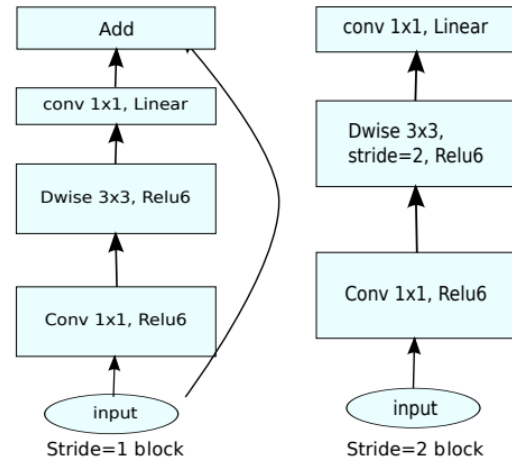 Add
conv 1x1, Linear
Dwise 3x3, Relu6
Conv 1x1, Relu6
input
Stride=1 block
conv 1x1, Linear
Dwise 3x3,
stride=2, Relu6
Conv 1x1, Relu6
input
Stride=2 block